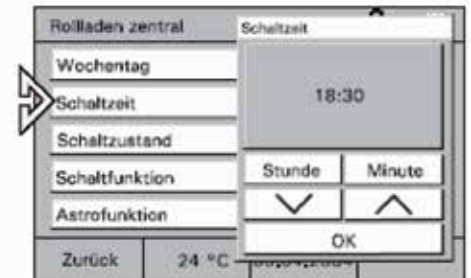 Rollladen zentral
Wochentag
Schaltzeit
Schaltzustand
Schaltfunktion
Astrofunktion
Zurück
24 °C
Schaltzeit
18:30
Stunde
Minute
OK